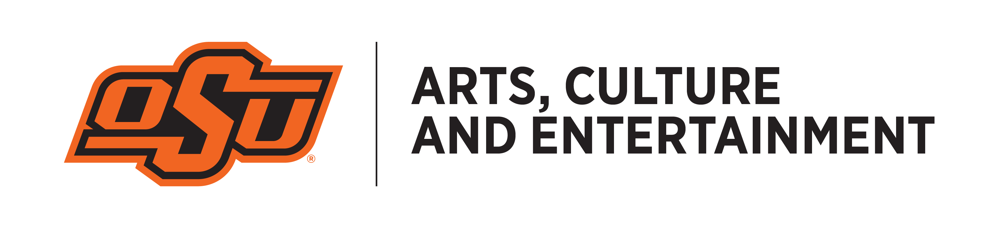 OSU®
ARTS, CULTURE
AND ENTERTAINMENT